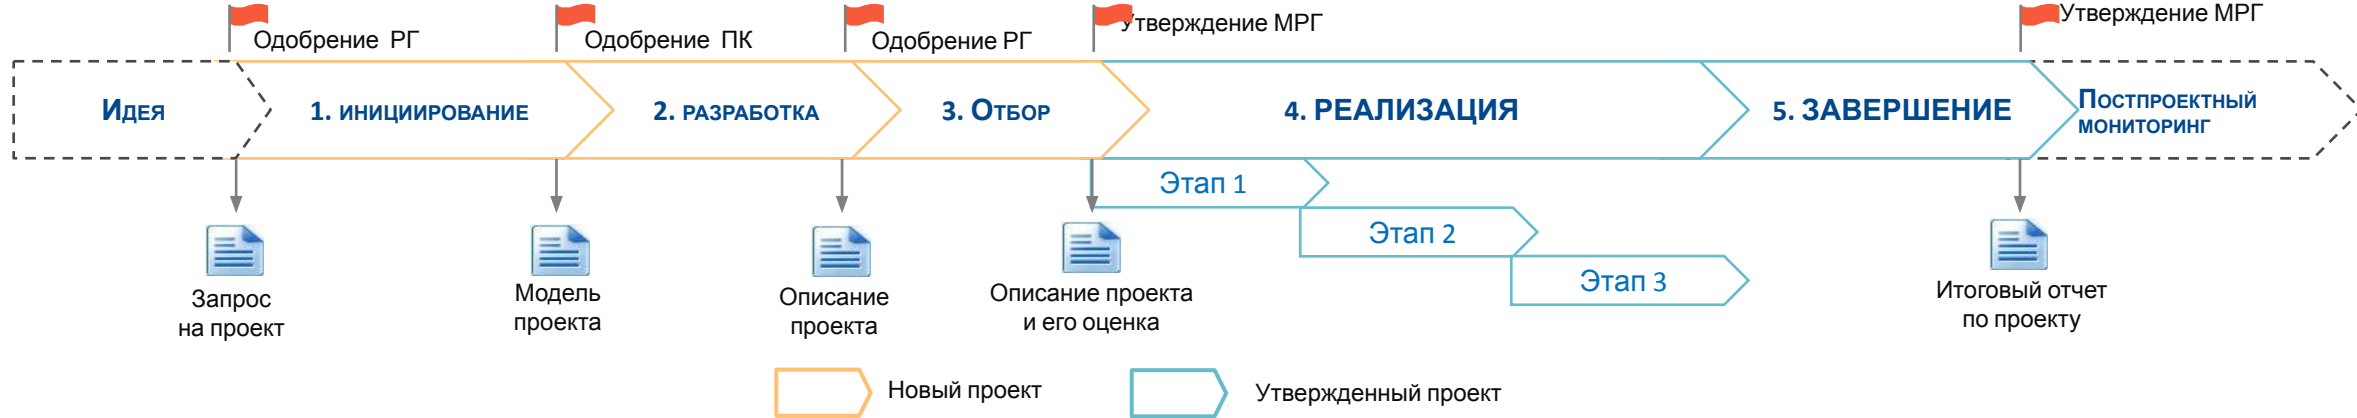 Одобрение РГ
Одобрение ПК
Одобрение РГ
Утверждение МРГ
Утверждение МРГ
Идея
1. инициирование
2. разработка
3. Отбор
4. РЕАЛИЗАЦИЯ
5. ЗАВЕРШЕНИЕ
Постпроектный
мониторинг
Этап 1
Этап 2
Этап 3
Запрос
на проект
Модель
проекта
Описание
проекта
Описание проекта
и его оценка
Итоговый отчет
по проекту
Новый проект
Утвержденный проект